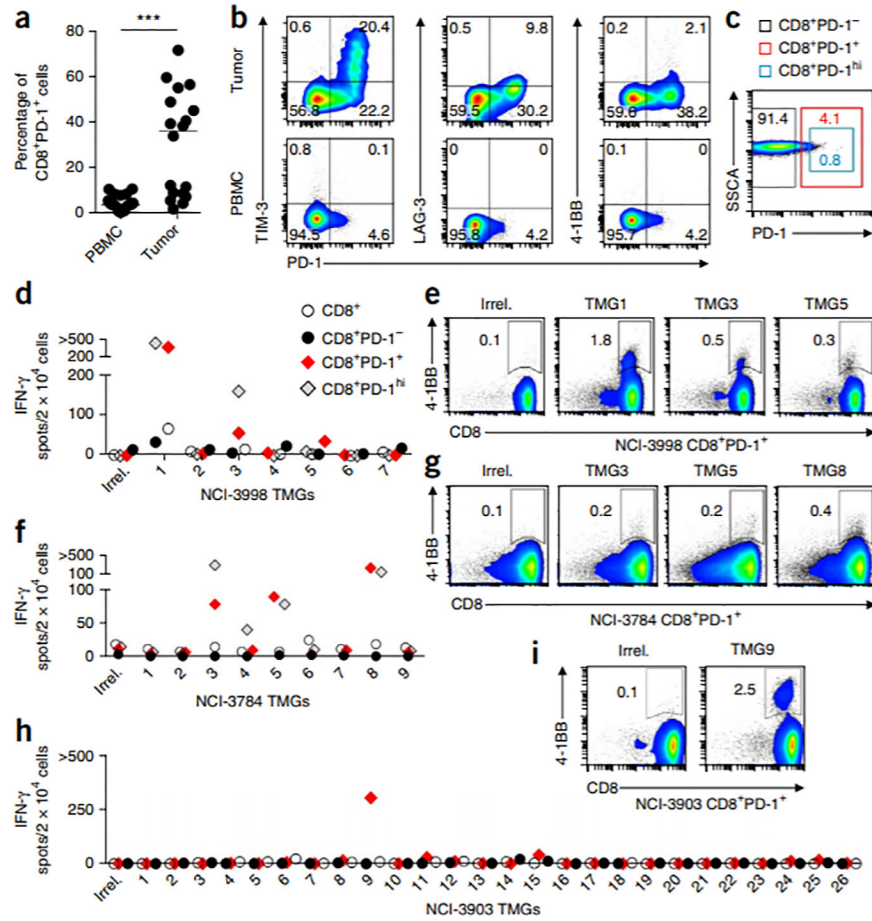 a
***
80
60
40
20
0
Percentage of
CD8+PD-1+ cells
PBMC
Tumor
b
Tumor
PBMC
0.6 20.4
56.8 22.2
0.5 9.8
59.5 30.2
0.2 2.1
59.6 38.2
0.8 0.1
94.5 4.6
0 0
95.8 4.2
0.1 0
95.7 4.2
TIM-3
LAG-3
4-1BB
PD-1
c
CD8+PD-1−
CD8+PD-1+
CD8+PD-1hi
91.4
4.1
0.8
SSCA
PD-1
d
CD8+
CD8+PD-1−
CD8+PD-1+
CD8+PD-1hi
IFN-γ
spots/2 × 10⁴ cells
>500
200
200
100
0
Irrel. 1 2 3 4 5 6 7
NCI-3998 TMGs
e
Irrel. TMG1 TMG3 TMG5
0.1 1.8 0.5 0.3
4-1BB
CD8
NCI-3998 CD8+PD-1+
f
IFN-γ
spots/2 × 10⁴ cells
>500
100
100
50
0
Irrel. 1 2 3 4 5 6 7 8 9
NCI-3784 TMGs
g
Irrel. TMG3 TMG5 TMG8
0.1 0.2 0.2 0.4
4-1BB
CD8
NCI-3784 CD8+PD-1+
h
IFN-γ
spots/2 × 10⁴ cells
>500
250
0
Irrel. 1 2 3 4 5 6 7 8 9 10 11 12 13 14 15 16 17 18 19 20 21 22 23 24 25 26
NCI-3903 TMGs
i
Irrel. TMG9
0.1 2.5
4-1BB
CD8
NCI-3903 CD8+PD-1+